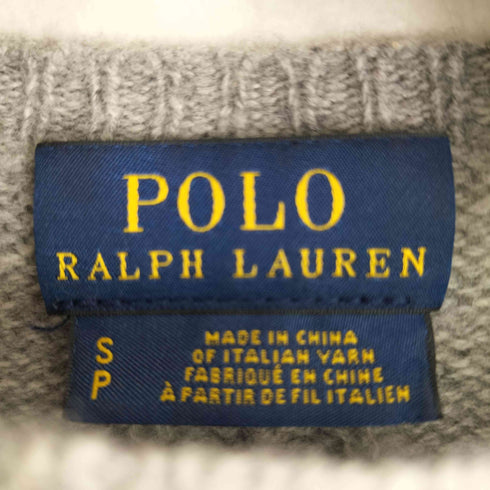 POLO
RALPH LAUREN
S
P
MADE IN CHINA
OF ITALIAN YARN
FABRIQUÉ EN CHINE
À PARTIR DE FIL ITALIEN